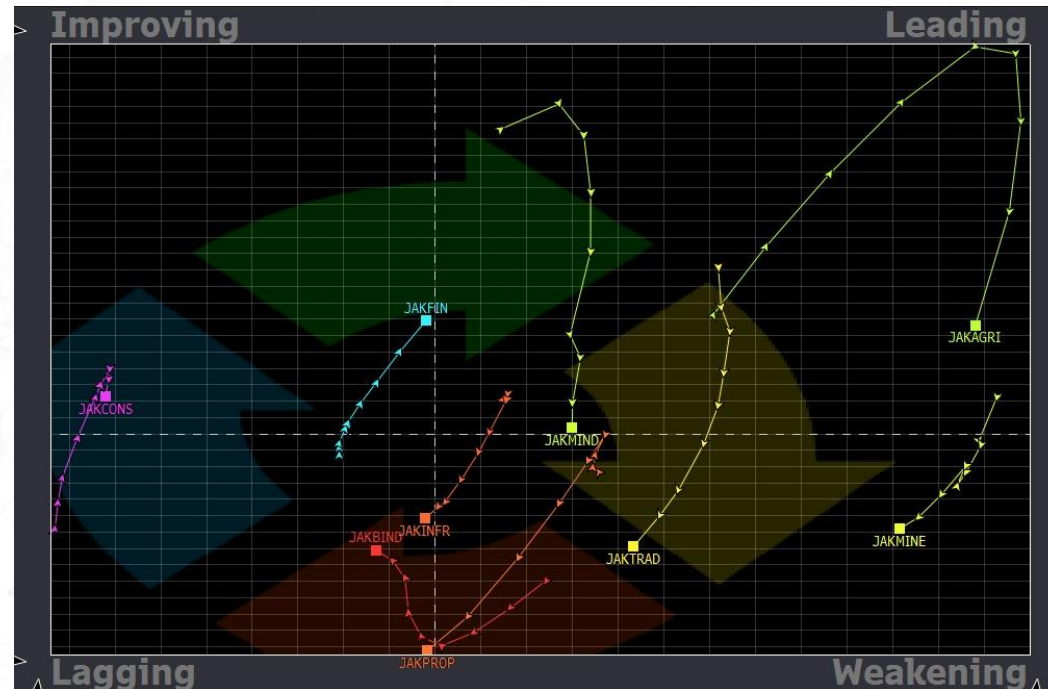 Improving
Leading
JAKFIN
JAKAGRI
JAKCONS
JAKMIND
JAKINFR
JAKBIND
JAKMINE
JAKTRAD
JAKPROP
Lagging
Weakening